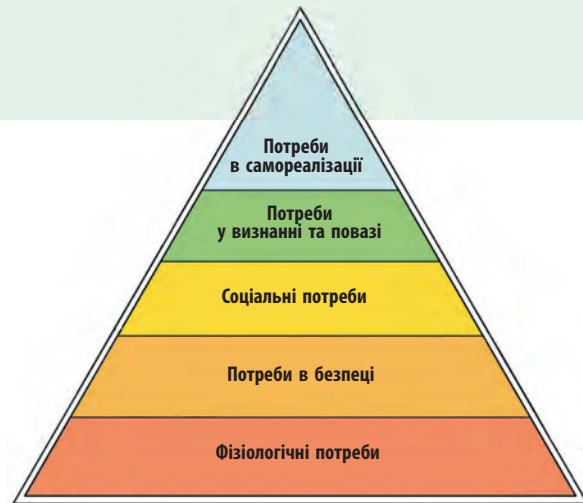 Потреби
в самореалізації
Потреби
у визнанні та повазі
Соціальні потреби
Потреби в безпеці
Фізіологічні потреби